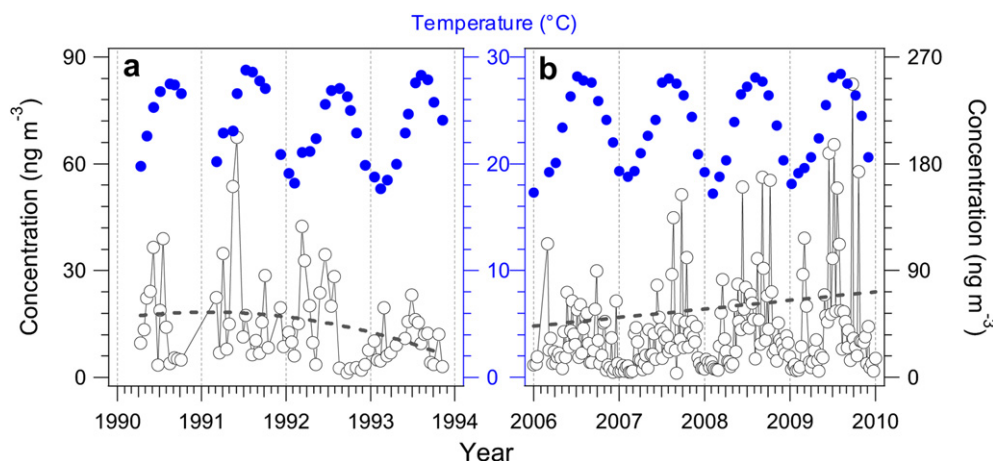 Temperature (°C)
a
b
Concentration (ng m-3)
90
60
30
0
30
20
10
0
270
180
90
0
Concentration (ng m-3)
1990 1991 1992 1993 1994
2006 2007 2008 2009 2010
Year